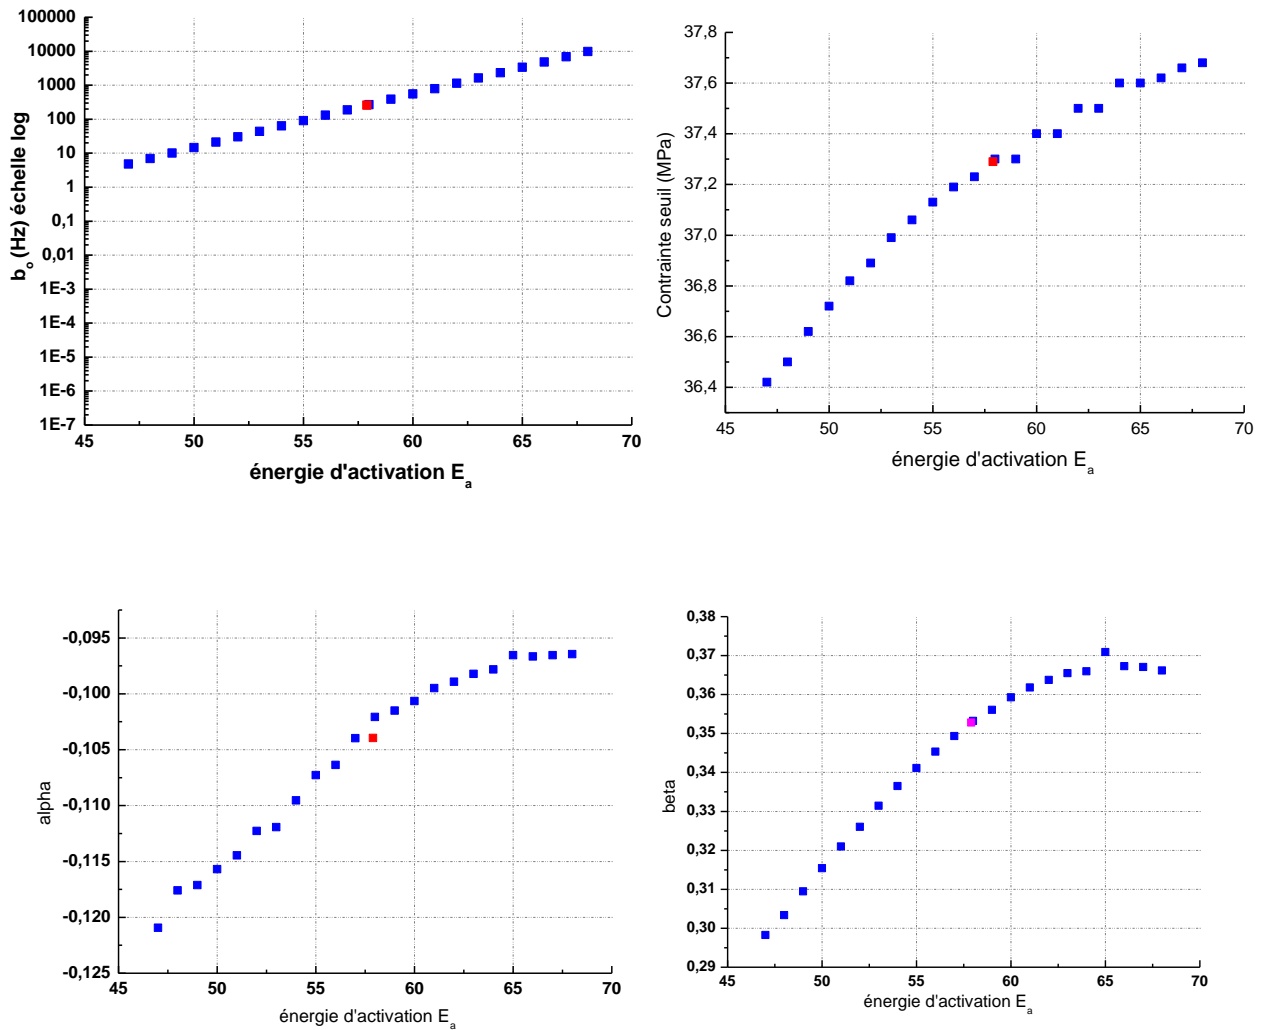 100000
10000
1000
100
10
1
0,1
0,01
1E-3
1E-4
1E-5
1E-6
1E-7
45 50 55 60 65 70
b_o (Hz) échelle log
énergie d'activation E_a
37,8
37,6
37,4
37,2
37,0
36,8
36,6
36,4
45 50 55 60 65 70
Contrainte seuil (MPa)
énergie d'activation E_a
-0,095
-0,100
-0,105
-0,110
-0,115
-0,120
-0,125
45 50 55 60 65 70
alpha
énergie d'activation E_a
0,38
0,37
0,36
0,35
0,34
0,33
0,32
0,31
0,30
0,29
45 50 55 60 65 70
beta
énergie d'activation E_a